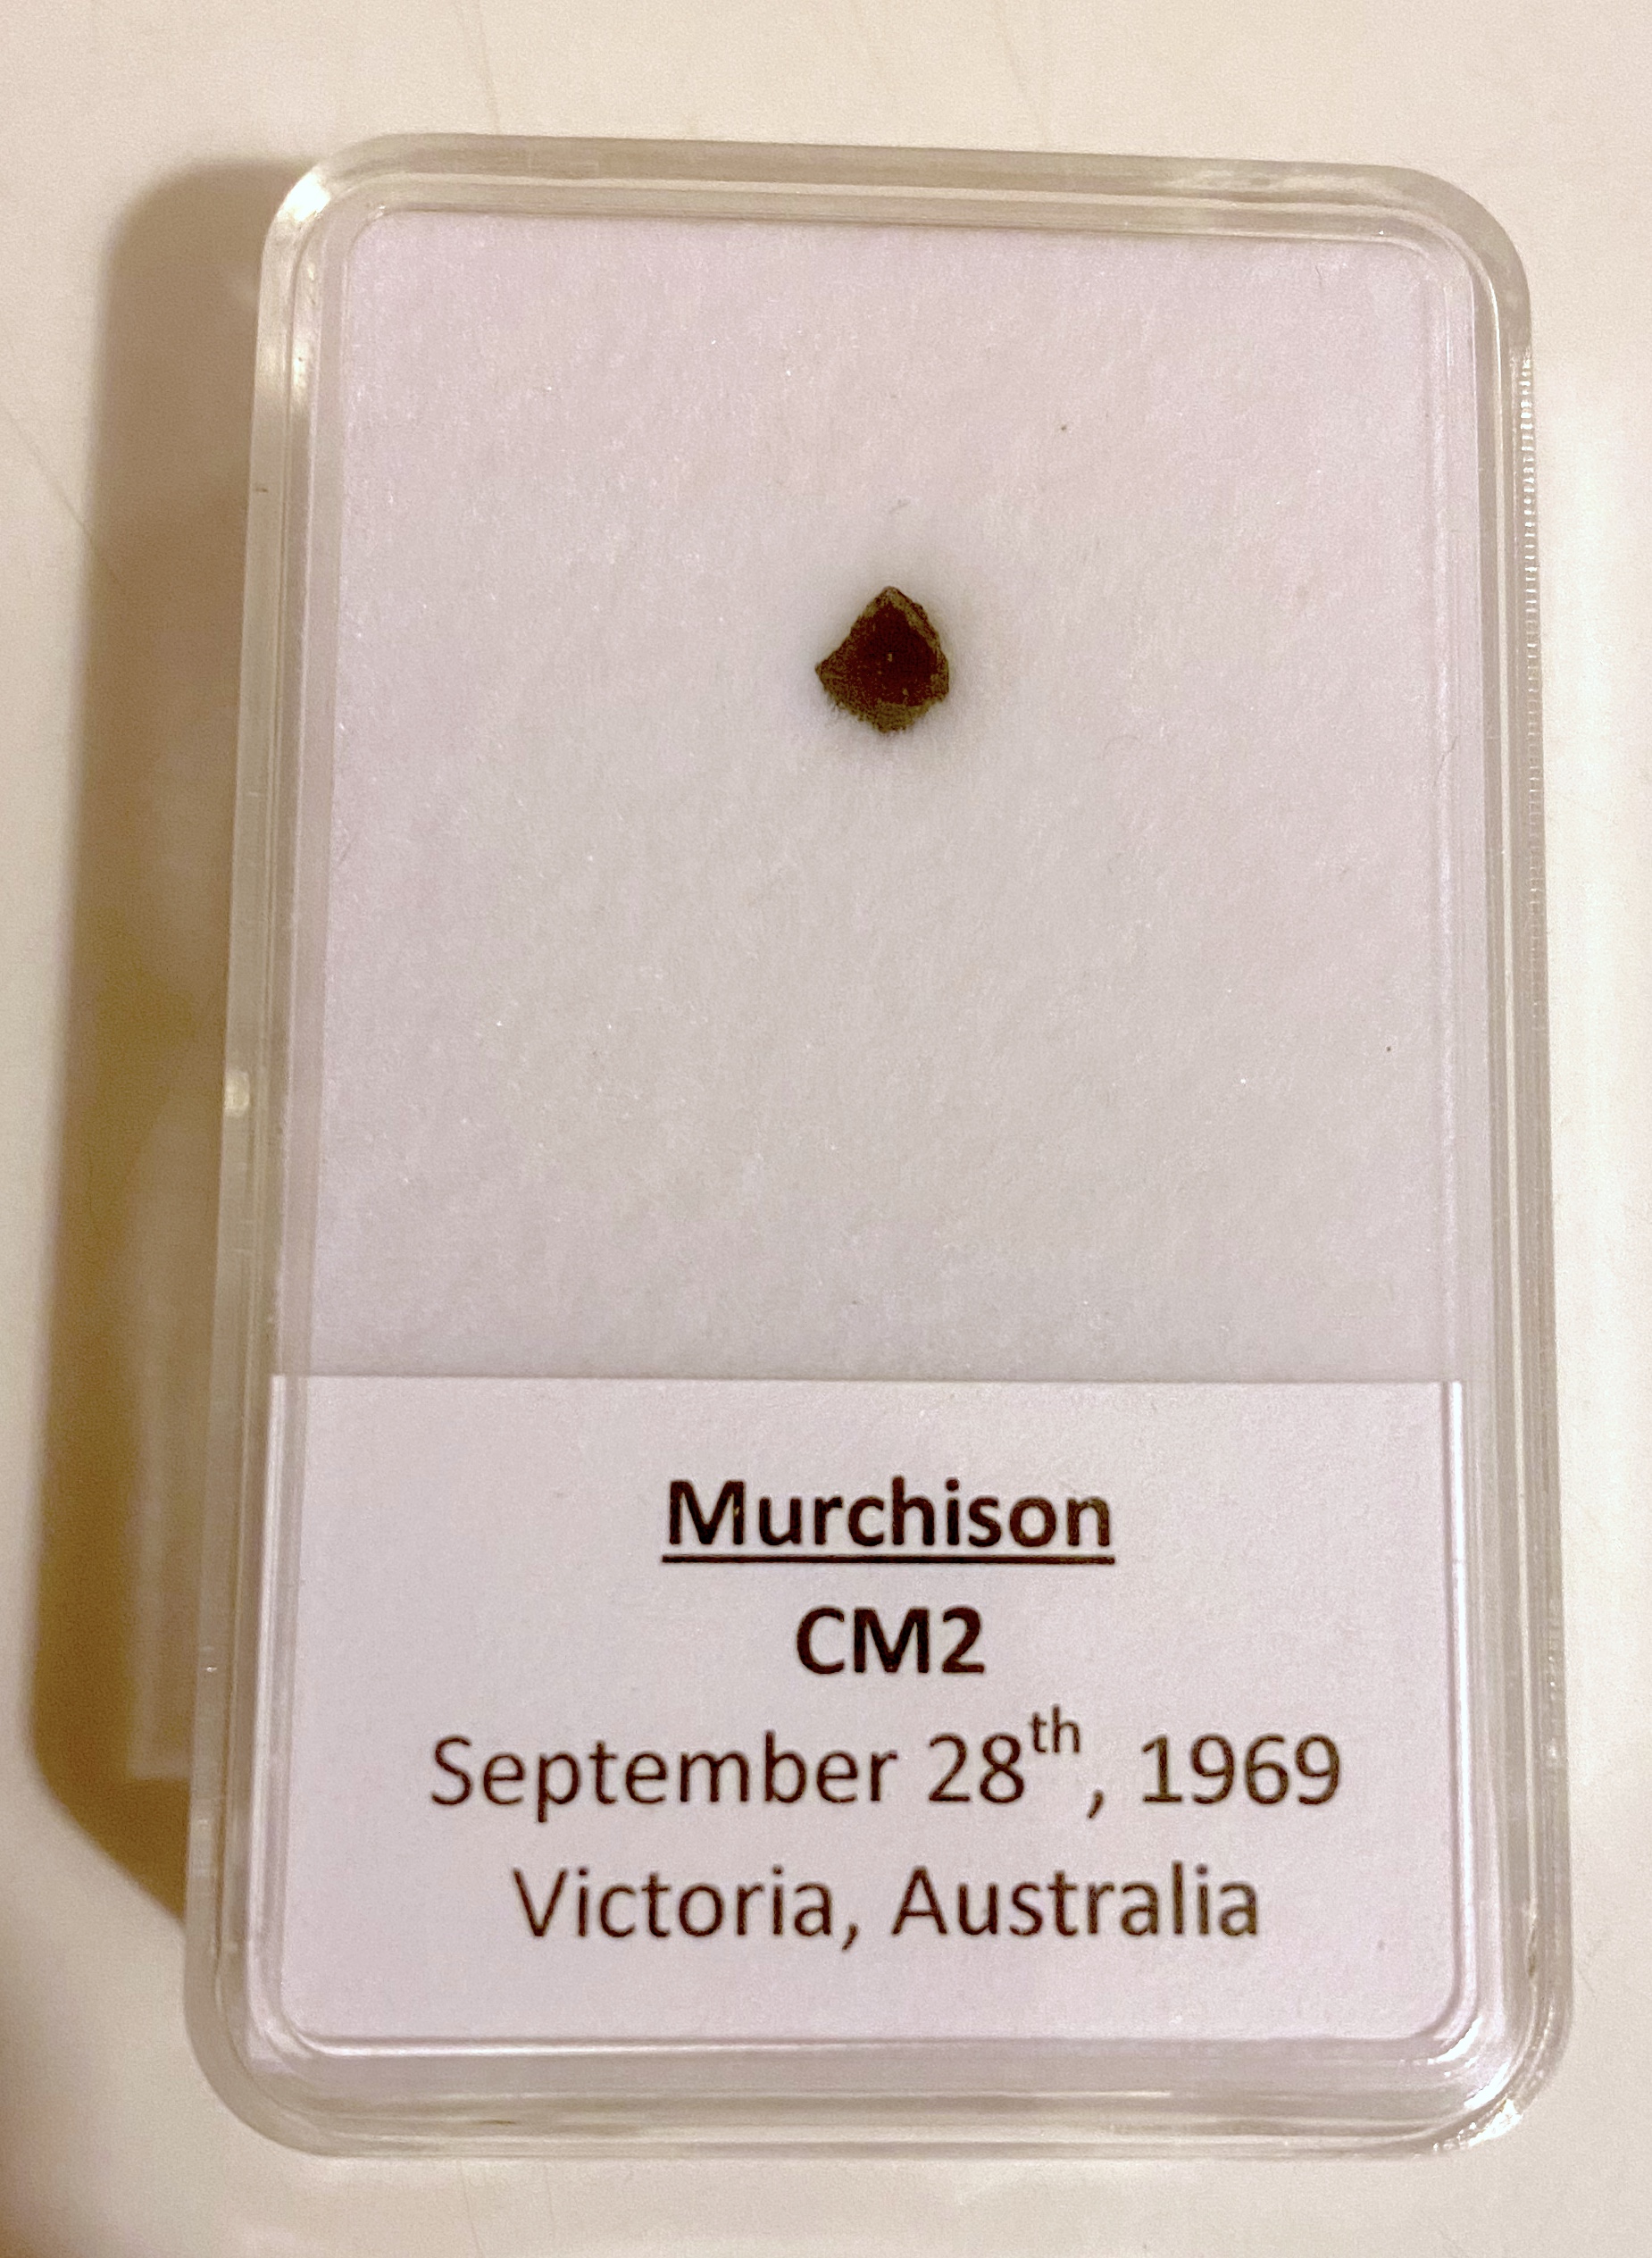 Murchison
CM2
September 28th, 1969
Victoria, Australia